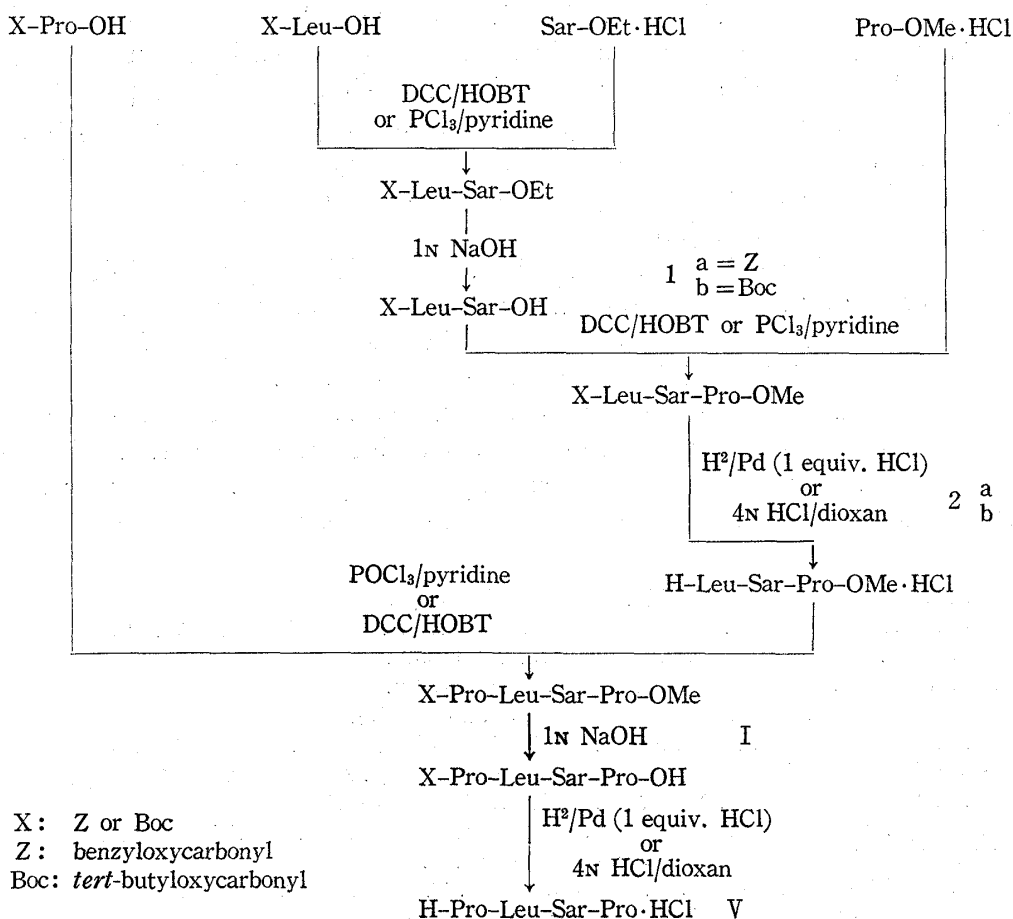 X-Pro-OH X-Leu-OH Sar-OEt·HCl Pro-OMe·HCl
DCC/HOBT
or PCl₃/pyridine
X-Leu-Sar-OEt
1N NaOH
1 a = Z
b = Boc
X-Leu-Sar-OH
DCC/HOBT or PCl₃/pyridine
X-Leu-Sar-Pro-OMe
H²/Pd (1 equiv. HCl)
or
4N HCl/dioxan
2 a
b
H-Leu-Sar-Pro-OMe·HCl
POCl₃/pyridine
or
DCC/HOBT
X-Pro-Leu-Sar-Pro-OMe
1N NaOH I
X-Pro-Leu-Sar-Pro-OH
H²/Pd (1 equiv. HCl)
or
4N HCl/dioxan
H-Pro-Leu-Sar-Pro·HCl V
X: Z or Boc
Z: benzyloxycarbonyl
Boc: tert-butyloxycarbonyl